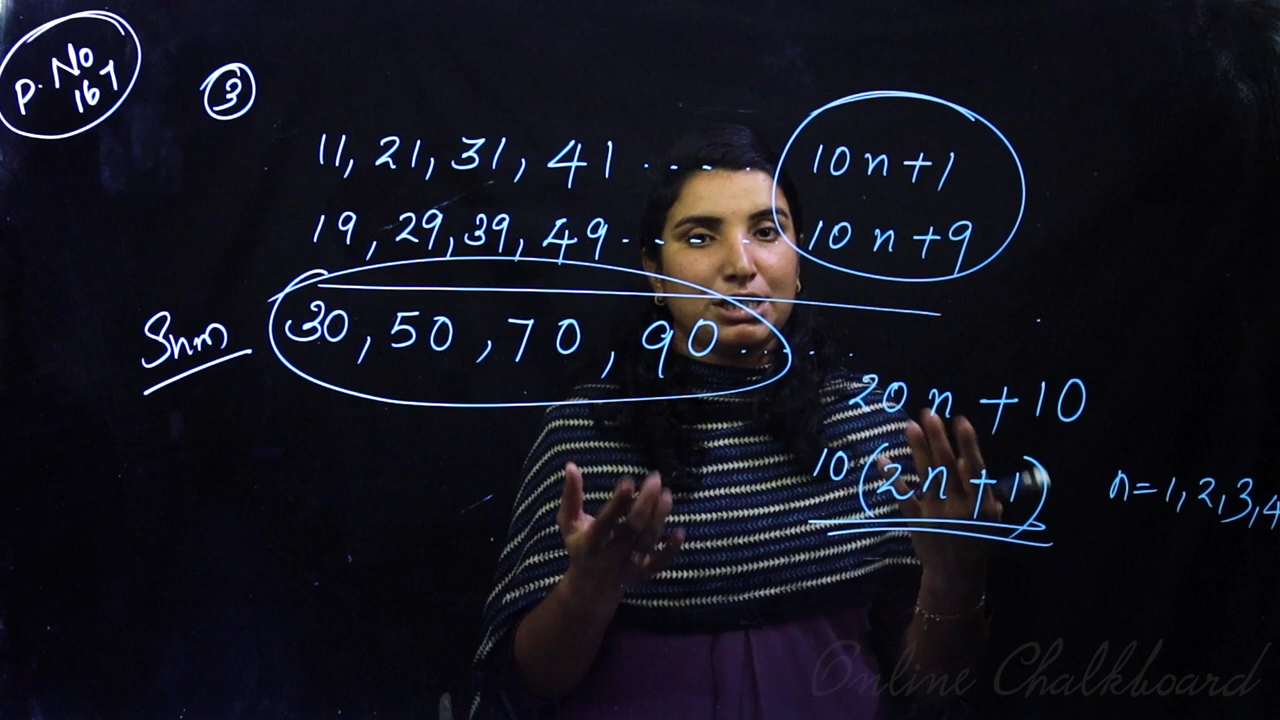 P. No
167
3
11, 21, 31, 41 ...... 10n+1
19, 29, 39, 49 ..... 10n+9
Sum 30, 50, 70, 90 ......
20n+10
10(2n+1) n=1,2,3,4
Online Chalkboard